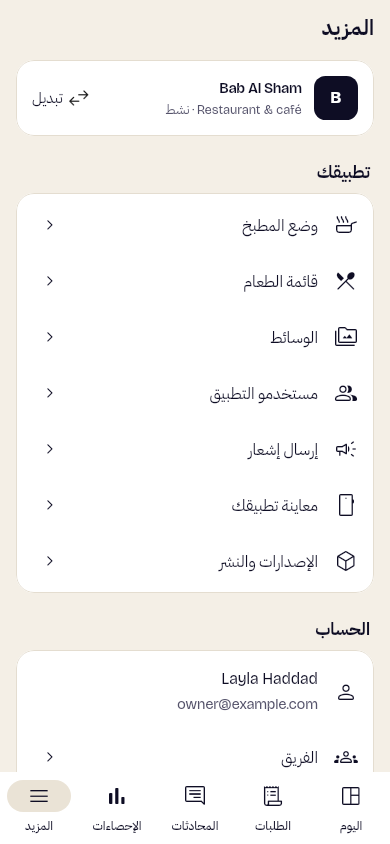 المزيد
B
Bab Al Sham
Restaurant & café · نشط
تبديل
تطبيقك
وضع المطبخ
قائمة الطعام
الوسائط
مستخدمو التطبيق
إرسال إشعار
معاينة تطبيقك
الإصدارات والنشر
الحساب
Layla Haddad
owner@example.com
الفريق
اليوم
الطلبات
المحادثات
الإحصاءات
المزيد